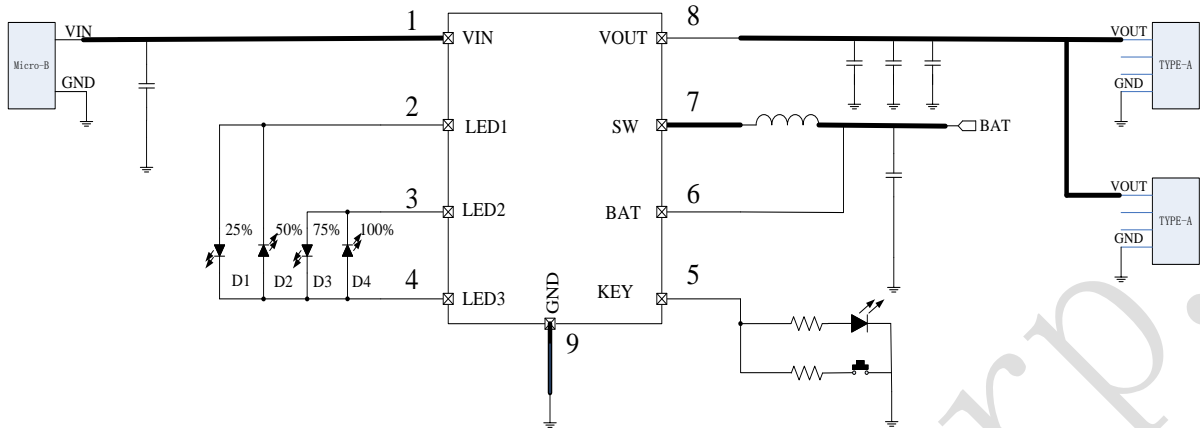 1
8
VIN
VIN
VOUT
VOUT
Micro-B
TYPE-A
GND
GND
2
7
LED1
SW
BAT
3
6
LED2
BAT
VOUT
25%
50%
75%
100%
TYPE-A
GND
D1
D2
D3
D4
4
5
LED3
GND
KEY
9
rp.